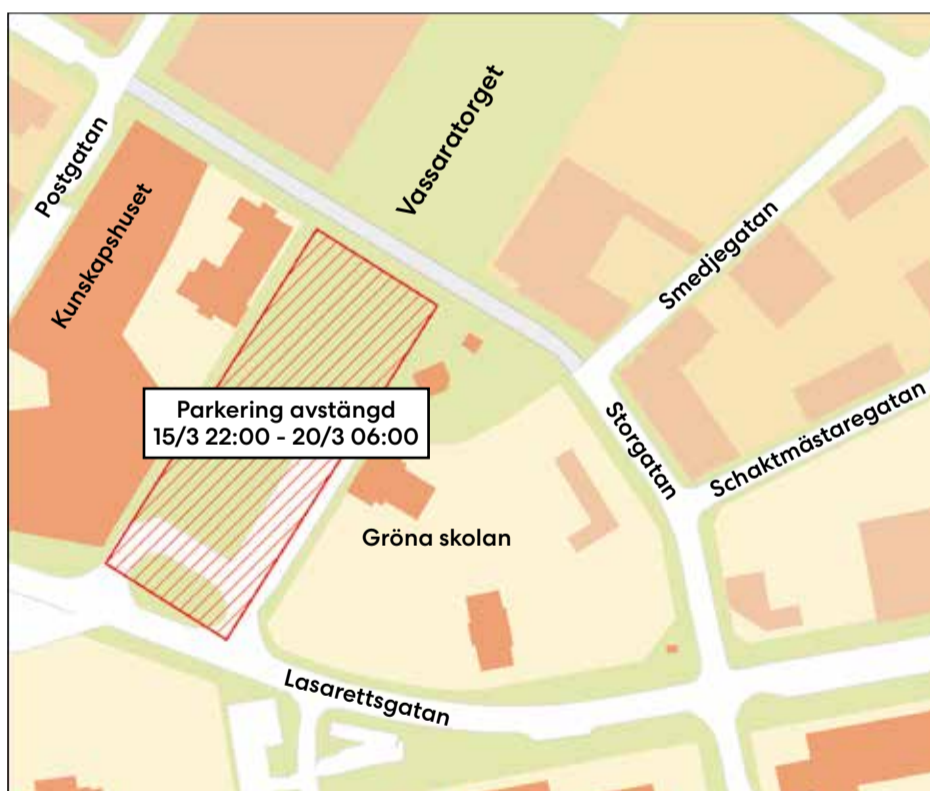 Vassaratorget
Postgatan
Kunskapshuset
Smedjegatan
Parkering avstängd
15/3 22:00 - 20/3 06:00
Storgatan
Schaktmästaregatan
Gröna skolan
Lasarettsgatan